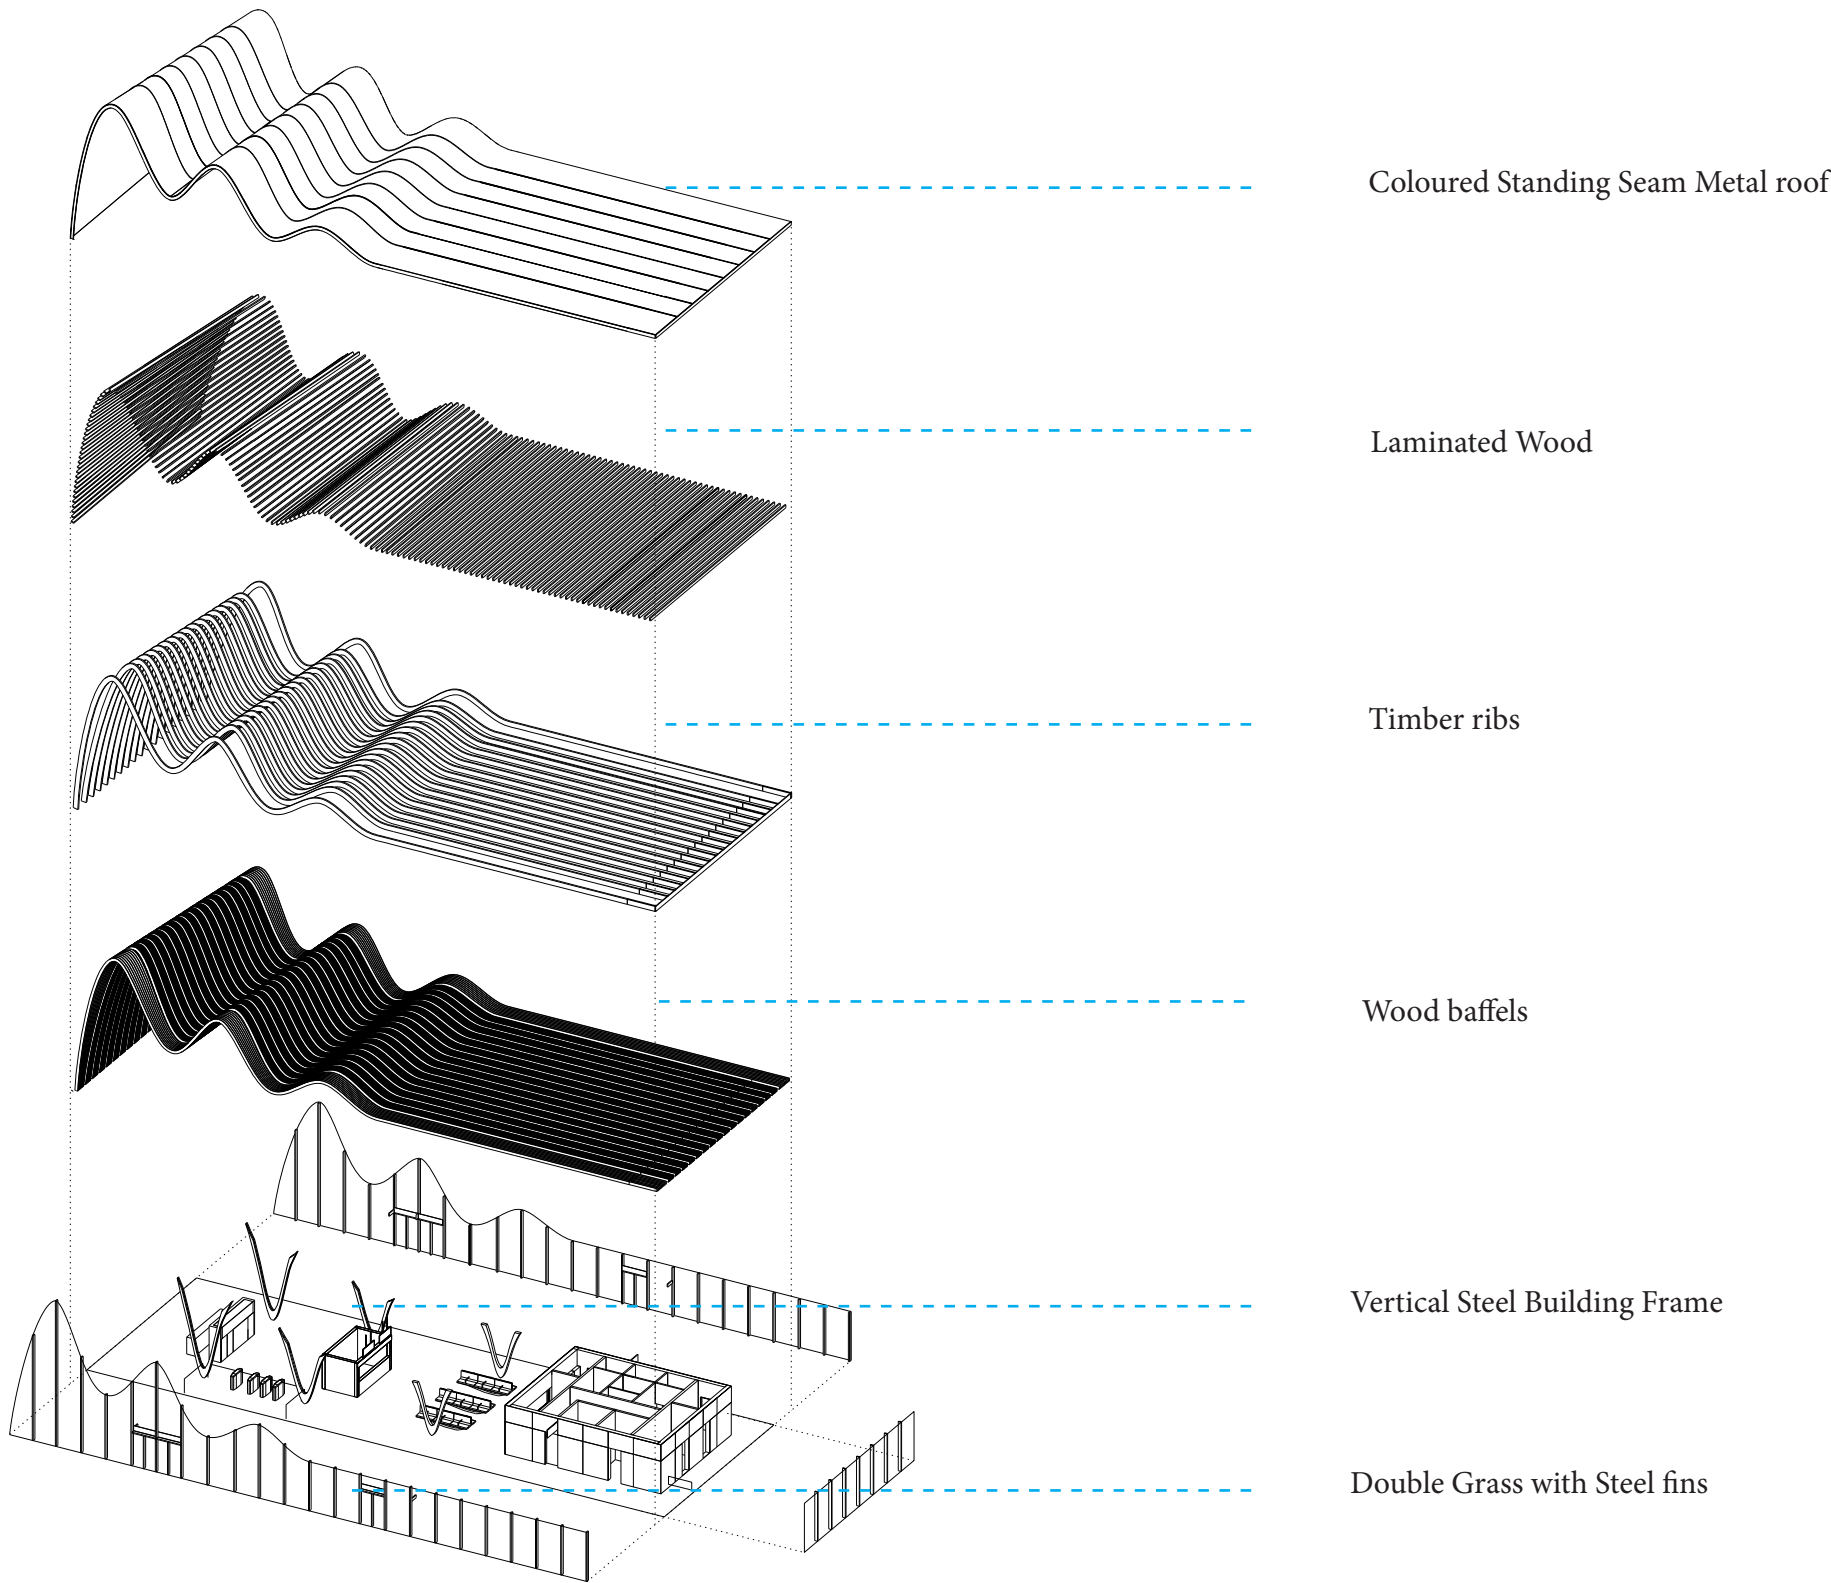 Coloured Standing Seam Metal roof
Laminated Wood
Timber ribs
Wood baffels
Vertical Steel Building Frame
Double Grass with Steel fins